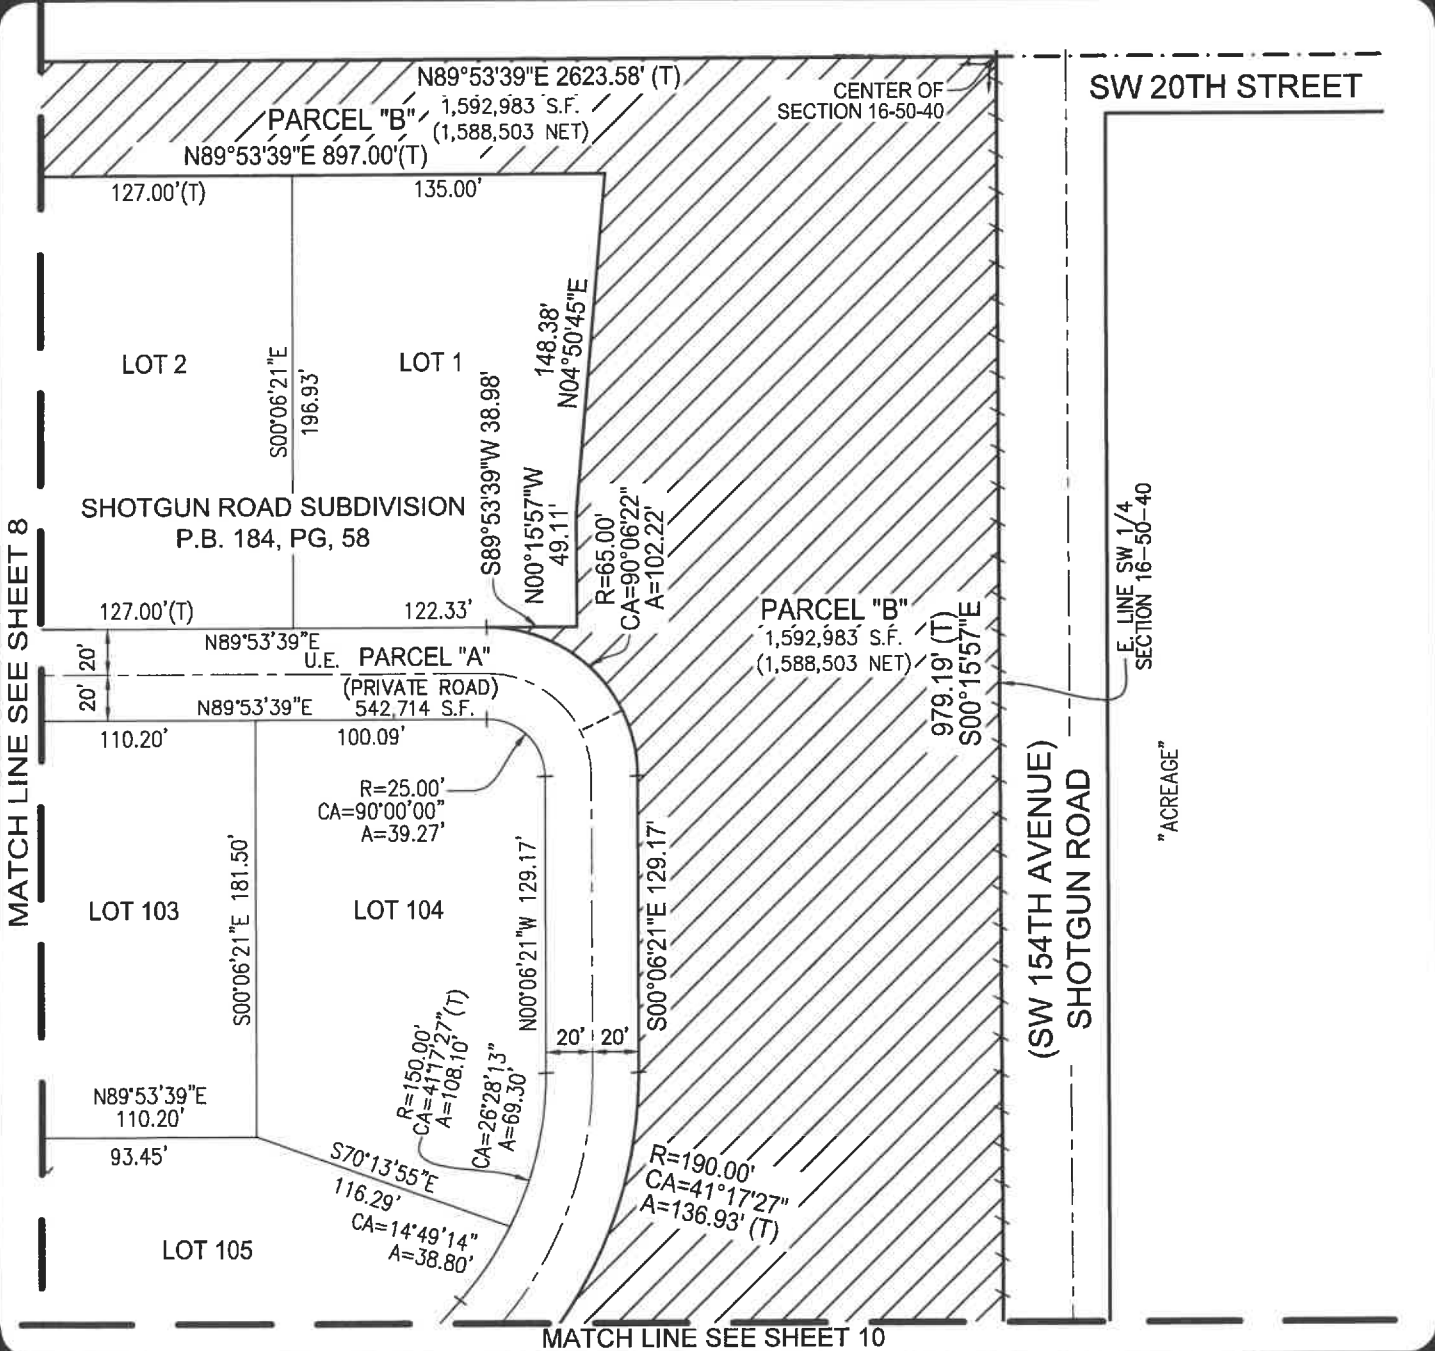 N89°53'39"E 2623.58' (T)
1,592,983 S.F.
PARCEL "B"
(1,588,503 NET)
N89°53'39"E 897.00'(T)
CENTER OF
SECTION 16-50-40
SW 20TH STREET
127.00'(T)
135.00'
LOT 2
S00°06'21"E
196.93'
LOT 1
148.38'
N04°50'45"E
S89°53'39"W 38.98'
N00°15'57"W
49.11'
R=65.00'
CA=90°06'22"
A=102.22'
SHOTGUN ROAD SUBDIVISION
P.B. 184, PG, 58
MATCH LINE SEE SHEET 8
127.00'(T)
122.33'
N89°53'39"E
20'
U.E.
PARCEL "A"
(PRIVATE ROAD)
542,714 S.F.
20'
N89°53'39"E
110.20'
100.09'
PARCEL "B"
1,592,983 S.F.
(1,588,503 NET)
979.19' (T)
S00°15'57"E
E. LINE SW 1/4
SECTION 16-50-40
R=25.00'
CA=90°00'00"
A=39.27'
(SW 154TH AVENUE)
SHOTGUN ROAD
"ACREAGE"
LOT 103
S00°06'21"E 181.50'
LOT 104
N00°06'21"W 129.17'
S00°06'21"E 129.17'
20'
20'
R=150.00'
CA=41°17'27"(T)
A=108.10'
CA=26°28'13"
A=69.30'
N89°53'39"E
110.20'
93.45'
S70°13'55"E
116.29'
CA=14°49'14"
A=38.80'
LOT 105
R=190.00'
CA=41°17'27"
A=136.93' (T)
MATCH LINE SEE SHEET 10